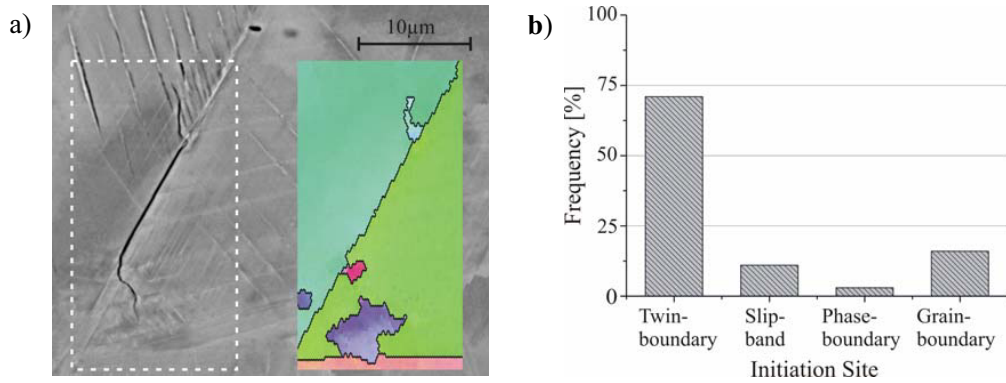 a)
10µm
b)
100
75
50
25
0
Frequency [%]
Twin-
boundary
Slip-
band
Phase-
boundary
Grain-
boundary
Initiation Site